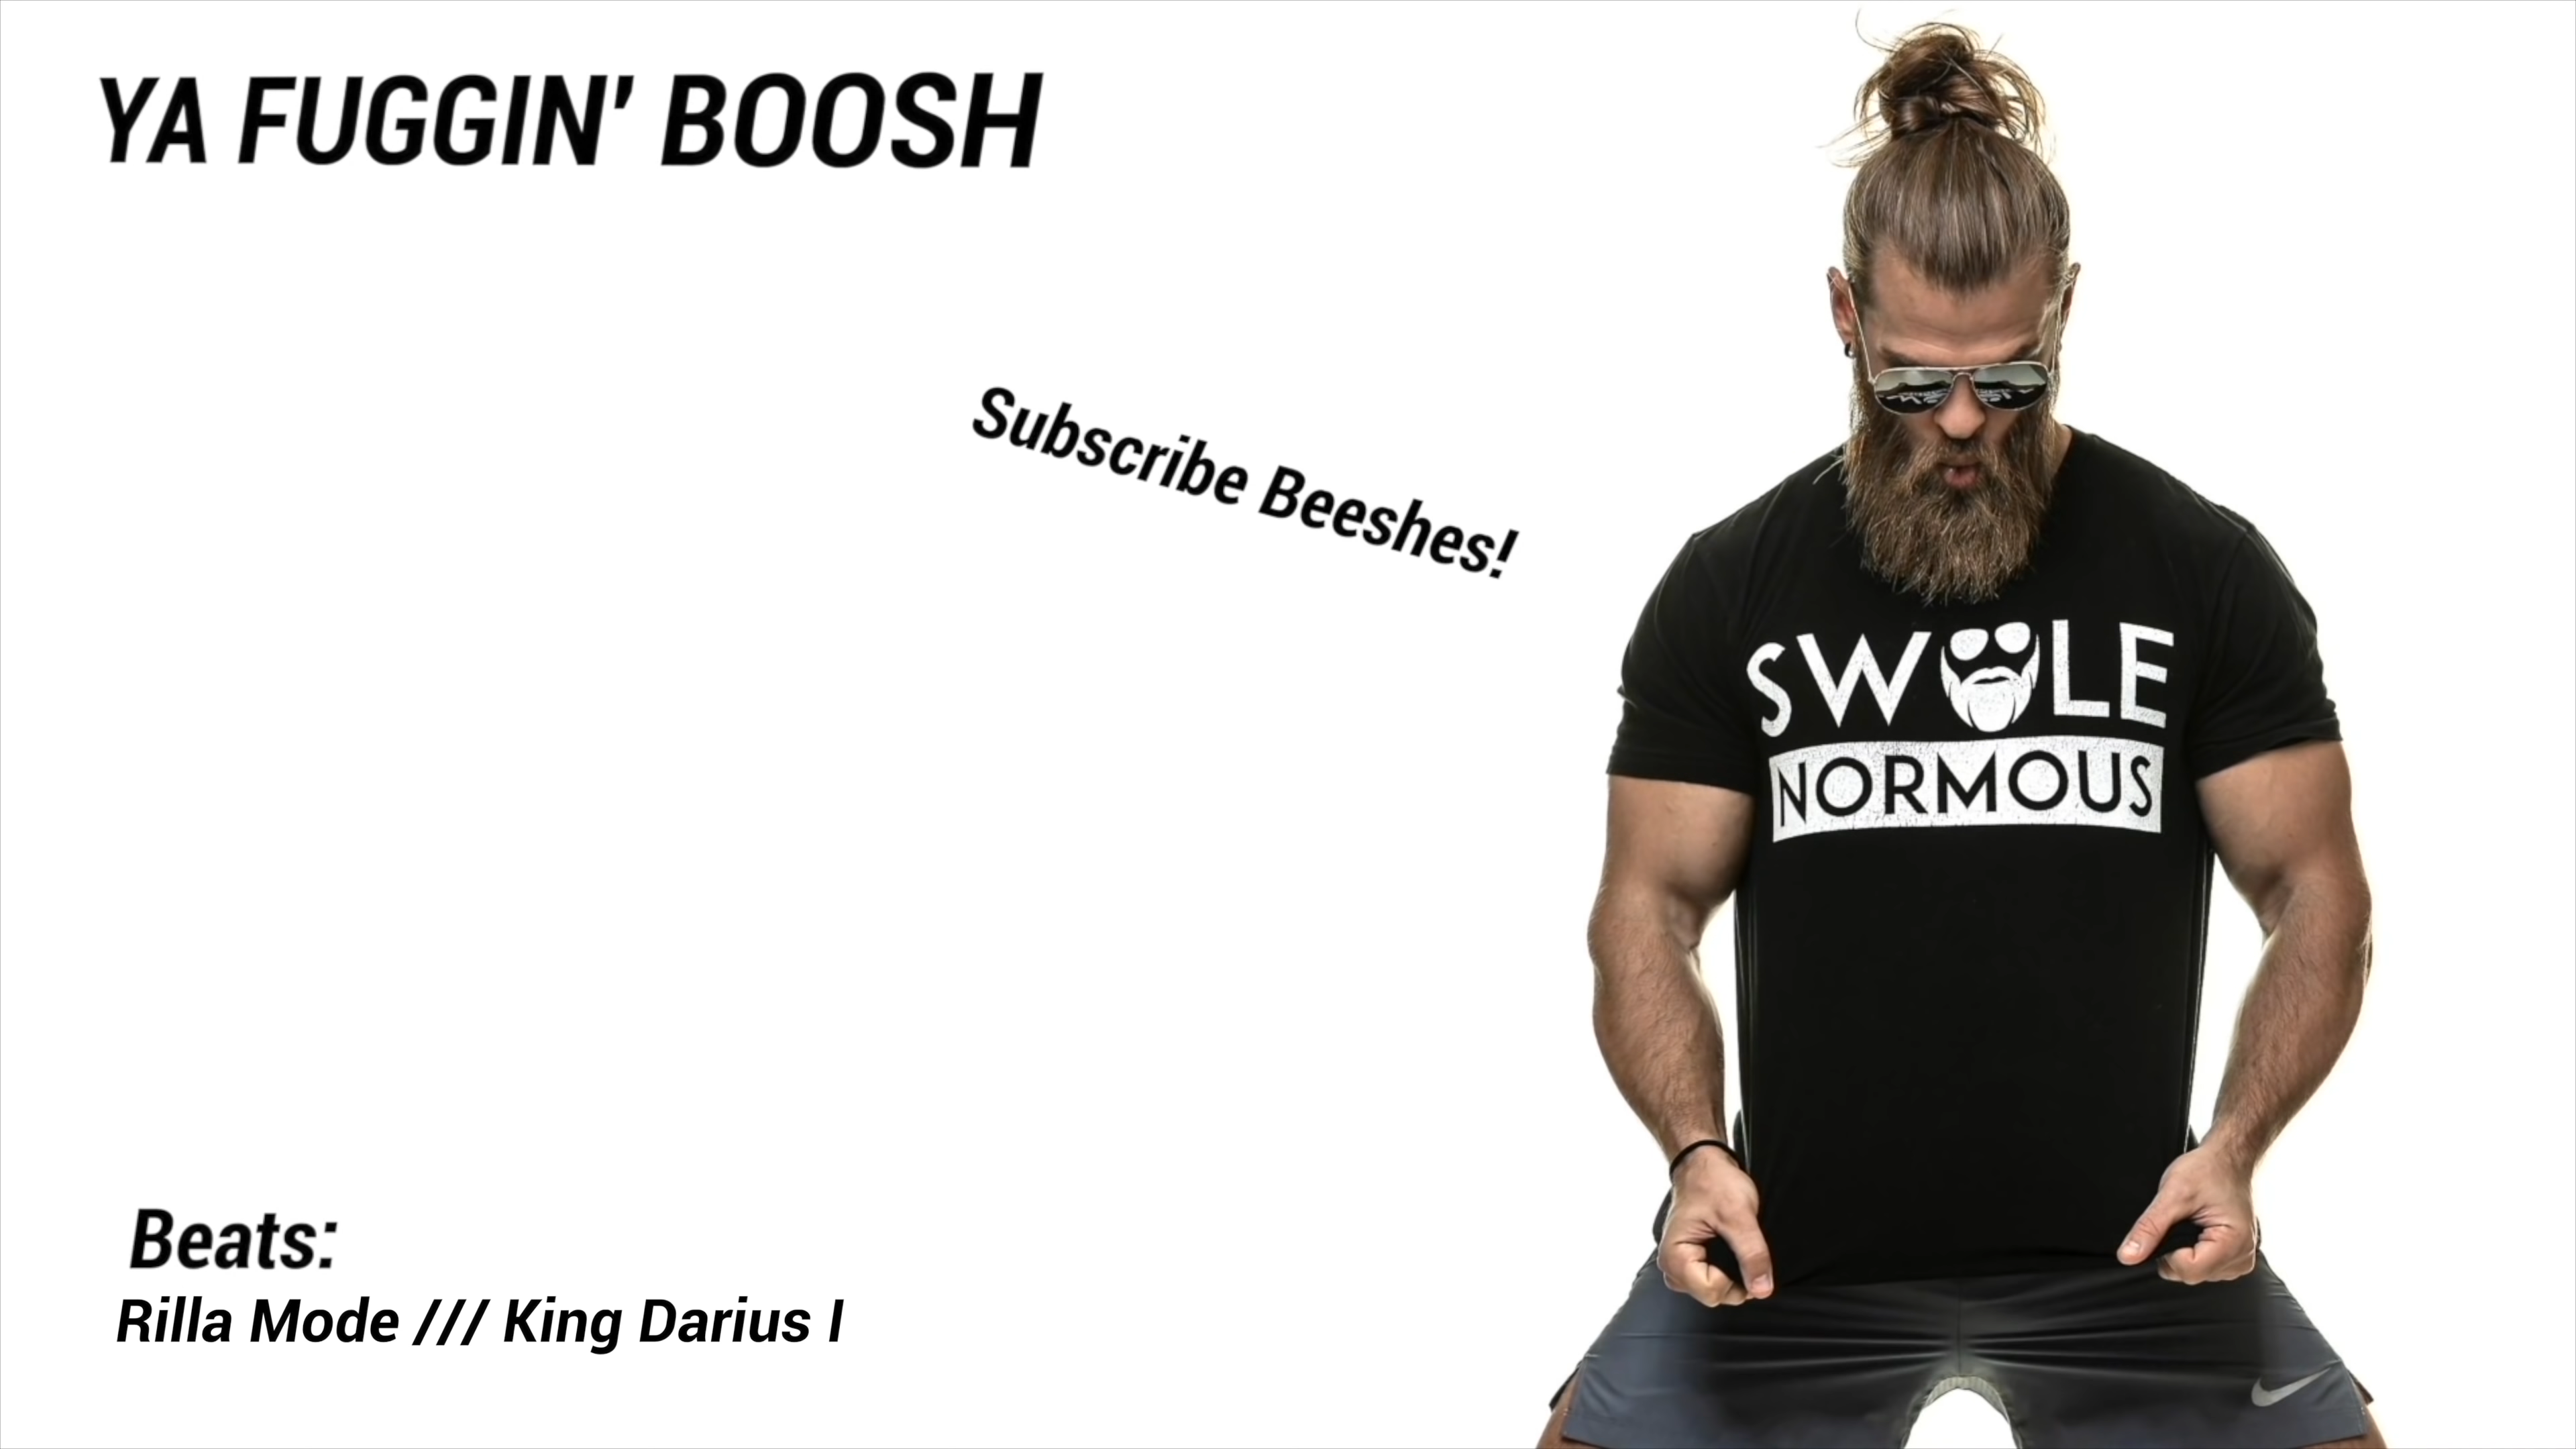 YA FUGGIN' BOOSH
Subscribe Beeshes!
SWOLE
NORMOUS
Beats:
Rilla Mode /// King Darius I